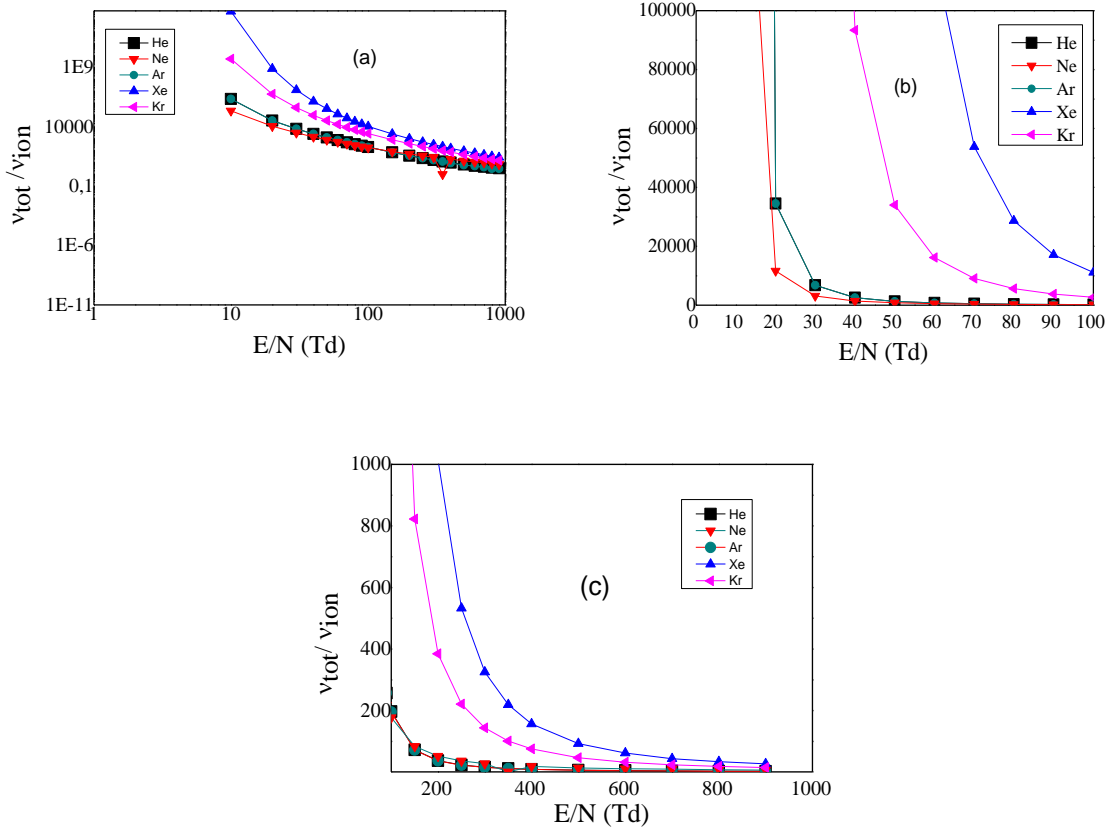 He
Ne
Ar
Xe
Kr
(a)
1E9
10000
0,1
1E-6
1E-11
1
10
100
1000
E/N (Td)
νtot /νion
100000
80000
60000
40000
20000
0
He
Ne
Ar
Xe
Kr
(b)
0 10 20 30 40 50 60 70 80 90 100
E/N (Td)
νtot /νion
1000
800
600
400
200
He
Ne
Ar
Xe
Kr
(c)
200 400 600 800 1000
E/N (Td)
νtot/ νion